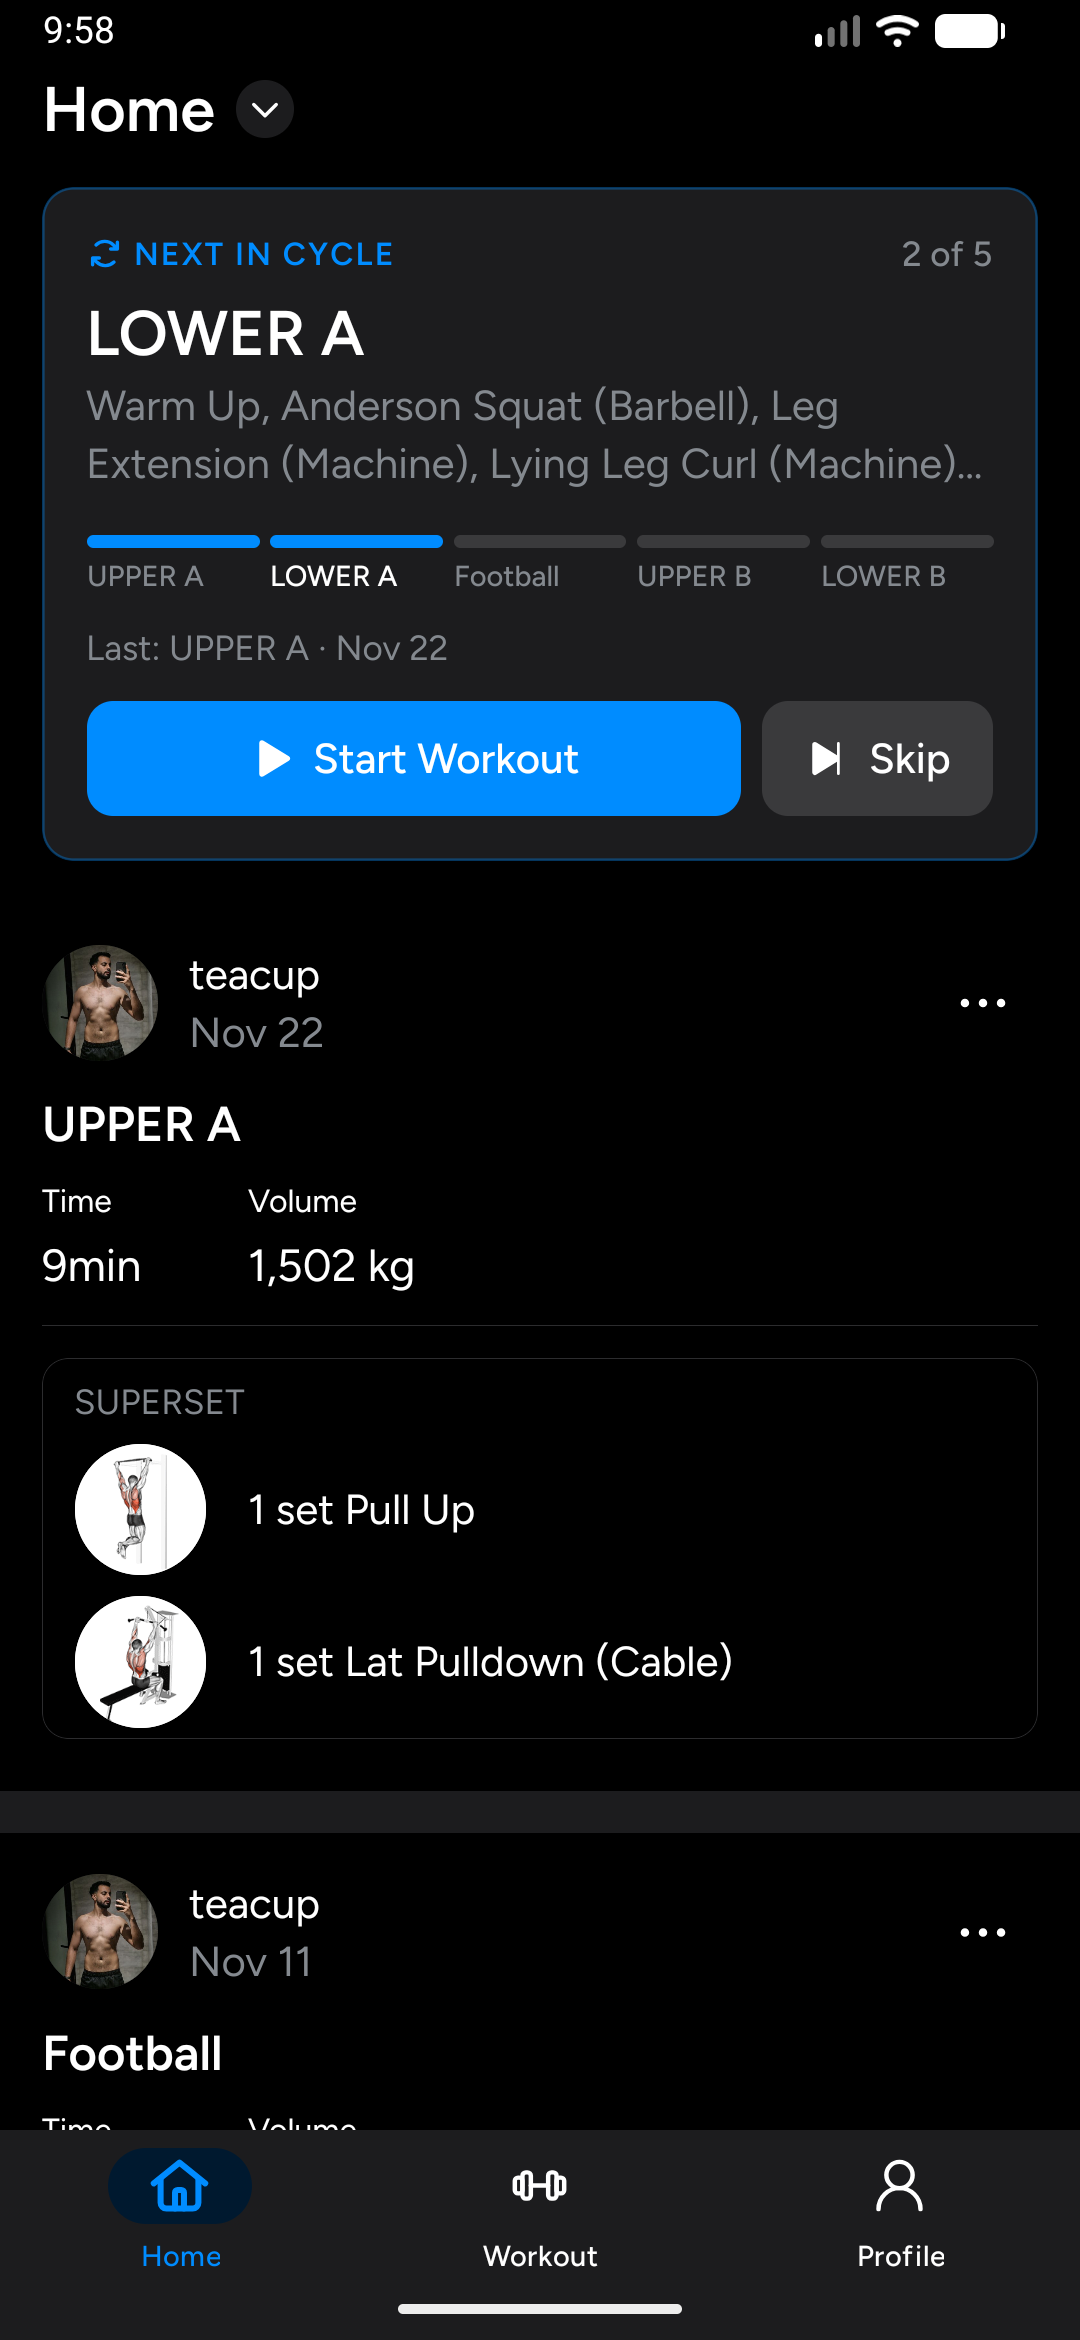 9:58
Home
NEXT IN CYCLE
2 of 5
LOWER A
Warm Up, Anderson Squat (Barbell), Leg
Extension (Machine), Lying Leg Curl (Machine)...
UPPER A
LOWER A
Football
UPPER B
LOWER B
Last: UPPER A · Nov 22
Start Workout
Skip
teacup
Nov 22
UPPER A
Time
Volume
9min
1,502 kg
SUPERSET
1 set Pull Up
1 set Lat Pulldown (Cable)
teacup
Nov 11
Football
Time
Volume
Home
Workout
Profile